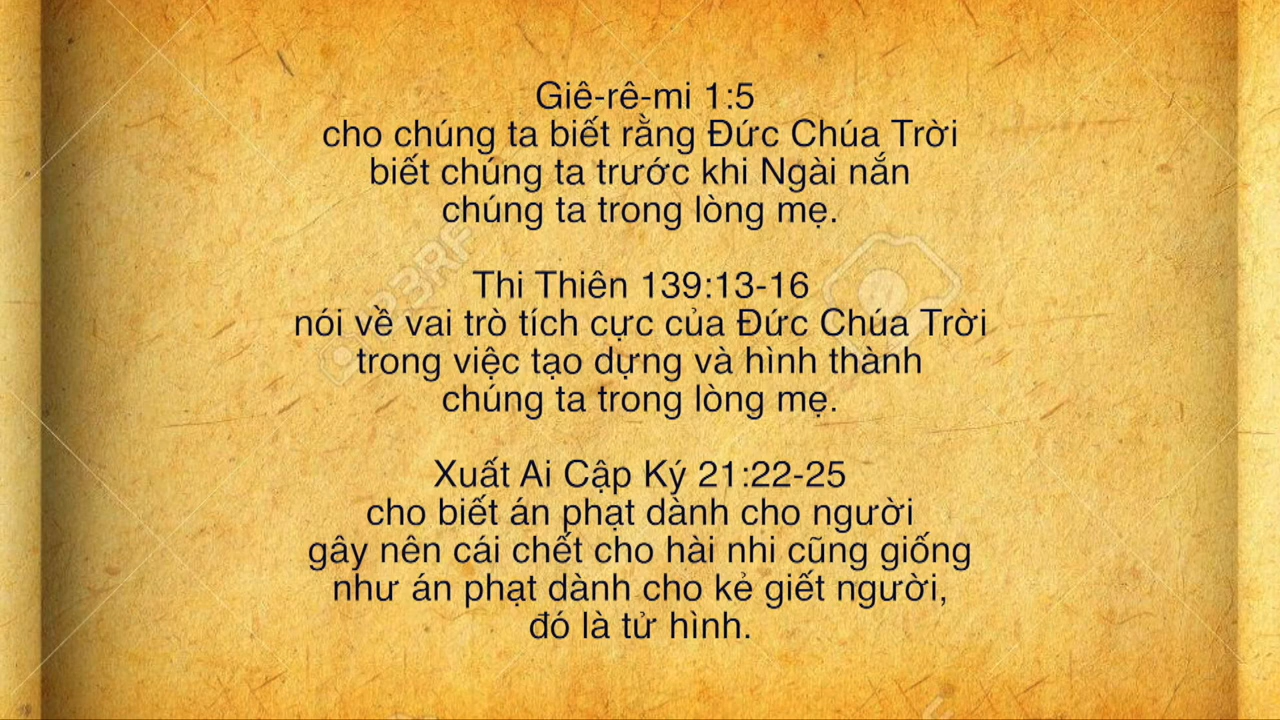 Giê-rê-mi 1:5
cho chúng ta biết rằng Đức Chúa Trời
biết chúng ta trước khi Ngài nắn
chúng ta trong lòng mẹ.
Thi Thiên 139:13-16
nói về vai trò tích cực của Đức Chúa Trời
trong việc tạo dựng và hình thành
chúng ta trong lòng mẹ.
Xuất Ai Cập Ký 21:22-25
cho biết án phạt dành cho người
gây nên cái chết cho hài nhi cũng giống
như án phạt dành cho kẻ giết người,
đó là tử hình.